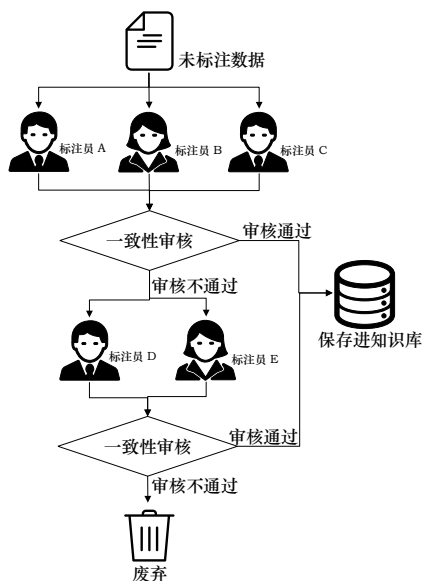 未标注数据
标注员 A
标注员 B
标注员 C
一致性审核
审核通过
审核不通过
保存进知识库
标注员 D
标注员 E
审核通过
一致性审核
审核不通过
废弃